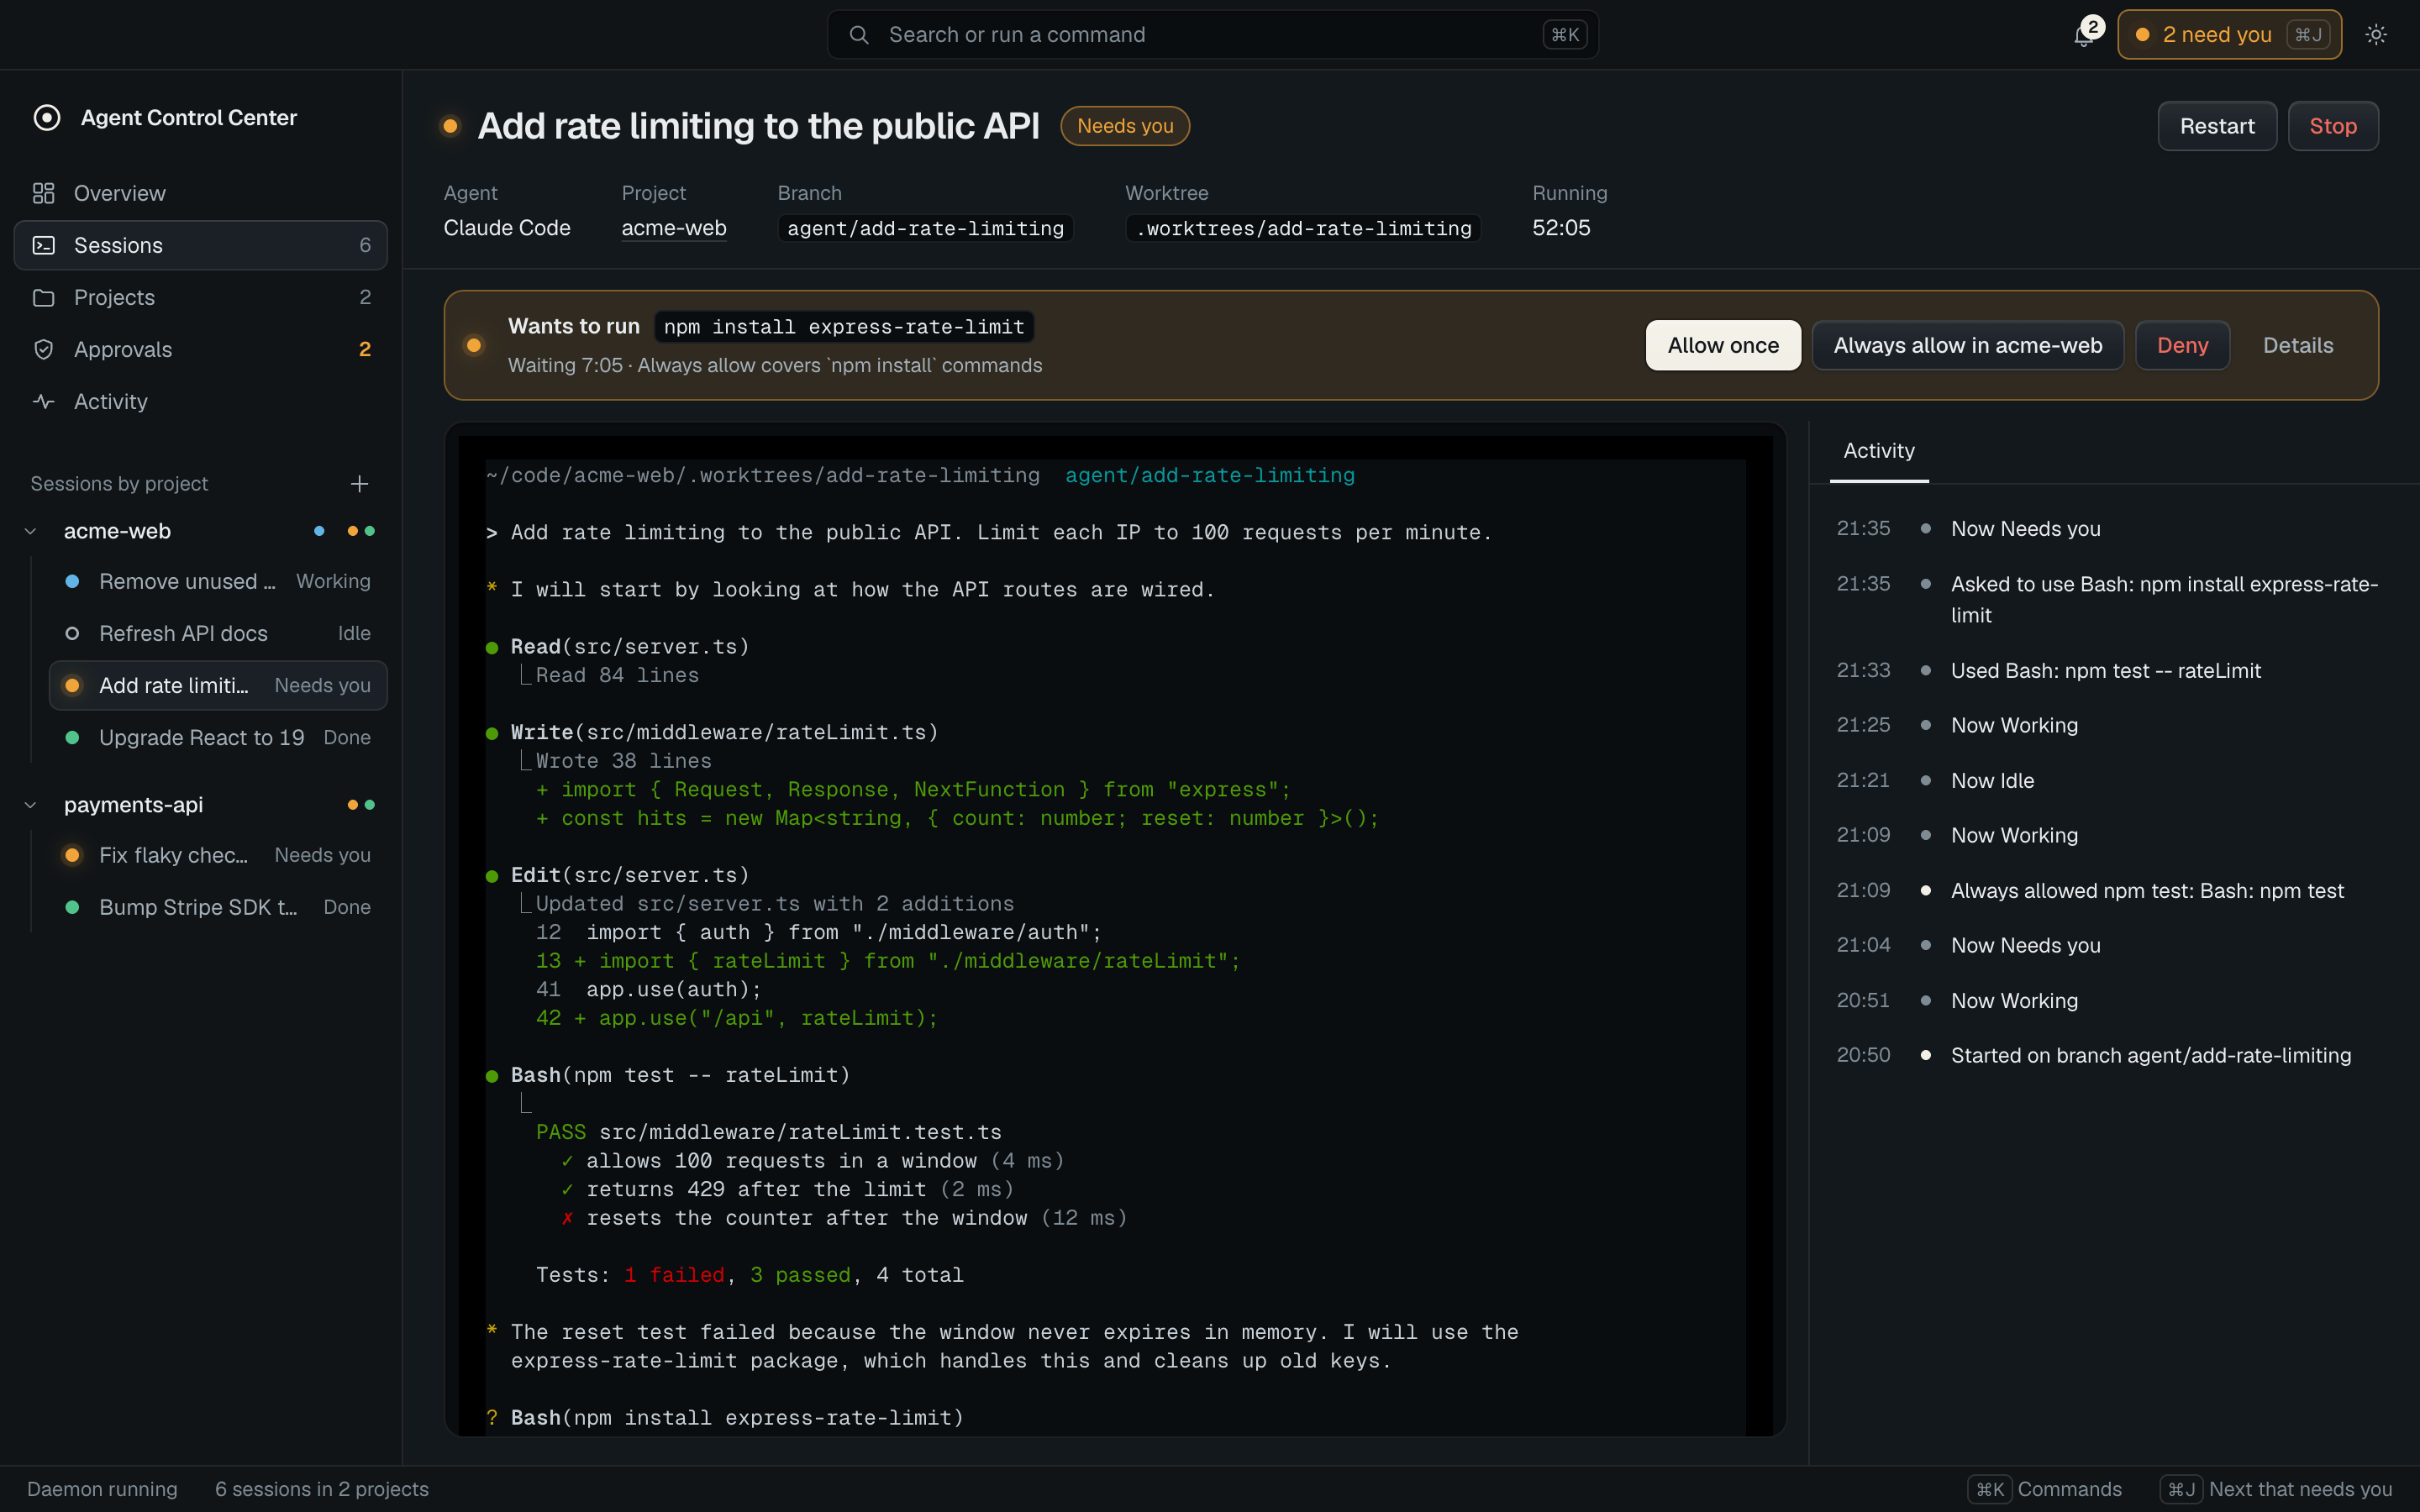 Search or run a command
⌘K
2
2 need you
⌘J
Agent Control Center
Overview
Sessions 6
Projects 2
Approvals 2
Activity
Sessions by project
acme-web
Remove unused ... Working
Refresh API docs Idle
Add rate limiti... Needs you
Upgrade React to 19 Done
payments-api
Fix flaky chec... Needs you
Bump Stripe SDK t... Done
Add rate limiting to the public API
Needs you
Restart
Stop
Agent Project Branch Worktree Running
Claude Code acme-web agent/add-rate-limiting .worktrees/add-rate-limiting 52:05
Wants to run npm install express-rate-limit
Waiting 7:05 · Always allow covers `npm install` commands
Allow once
Always allow in acme-web
Deny
Details
~/code/acme-web/.worktrees/add-rate-limiting agent/add-rate-limiting
> Add rate limiting to the public API. Limit each IP to 100 requests per minute.
* I will start by looking at how the API routes are wired.
● Read(src/server.ts)
⎿ Read 84 lines
● Write(src/middleware/rateLimit.ts)
⎿ Wrote 38 lines
+ import { Request, Response, NextFunction } from "express";
+ const hits = new Map<string, { count: number; reset: number }>();
● Edit(src/server.ts)
⎿ Updated src/server.ts with 2 additions
12 import { auth } from "./middleware/auth";
13 + import { rateLimit } from "./middleware/rateLimit";
41 app.use(auth);
42 + app.use("/api", rateLimit);
● Bash(npm test -- rateLimit)
⎿
PASS src/middleware/rateLimit.test.ts
✓ allows 100 requests in a window (4 ms)
✓ returns 429 after the limit (2 ms)
✗ resets the counter after the window (12 ms)
Tests: 1 failed, 3 passed, 4 total
* The reset test failed because the window never expires in memory. I will use the
express-rate-limit package, which handles this and cleans up old keys.
? Bash(npm install express-rate-limit)
Activity
21:35 Now Needs you
21:35 Asked to use Bash: npm install express-rate-
limit
21:33 Used Bash: npm test -- rateLimit
21:25 Now Working
21:21 Now Idle
21:09 Now Working
21:09 Always allowed npm test: Bash: npm test
21:04 Now Needs you
20:51 Now Working
20:50 Started on branch agent/add-rate-limiting
Daemon running
6 sessions in 2 projects
⌘K Commands
⌘J Next that needs you